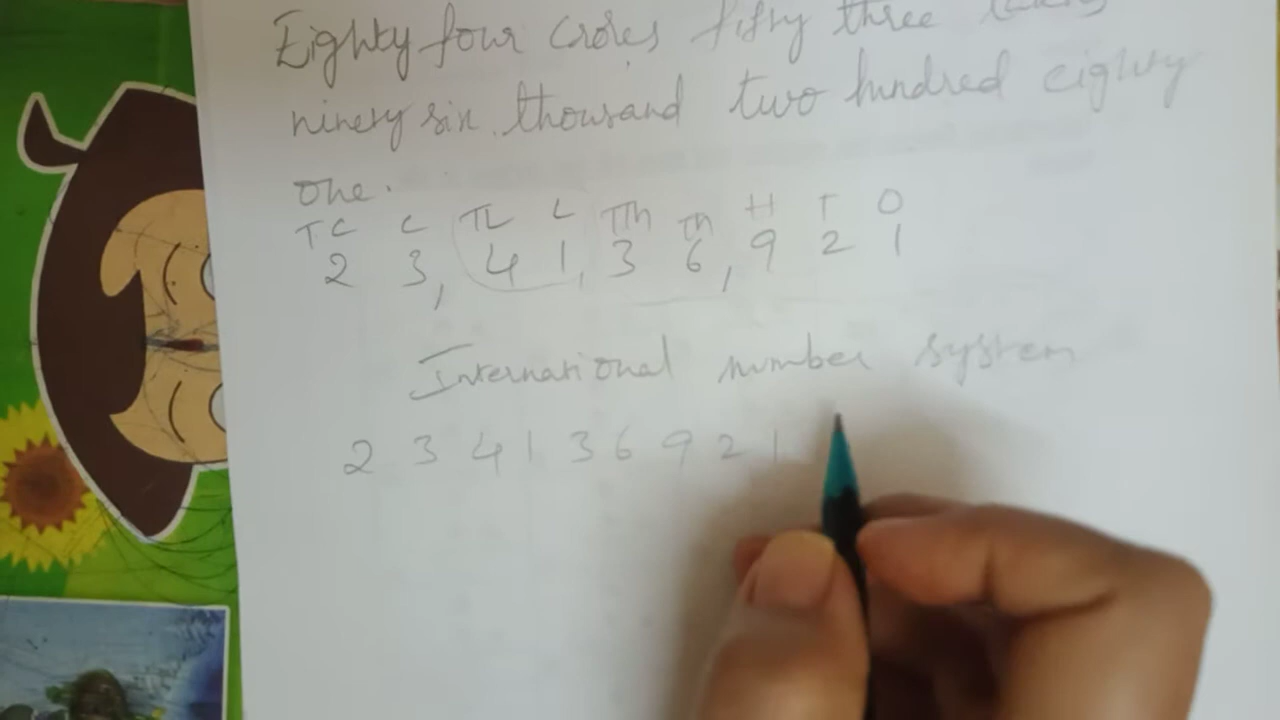 Eighty four crores fifty three lakhs
ninety six thousand two hundred eighty
one.
TC C TL L TTh Th H T O
2 3, 4 1, 3 6, 9 2 1
International number system
2 3 4 1 3 6 9 2 1